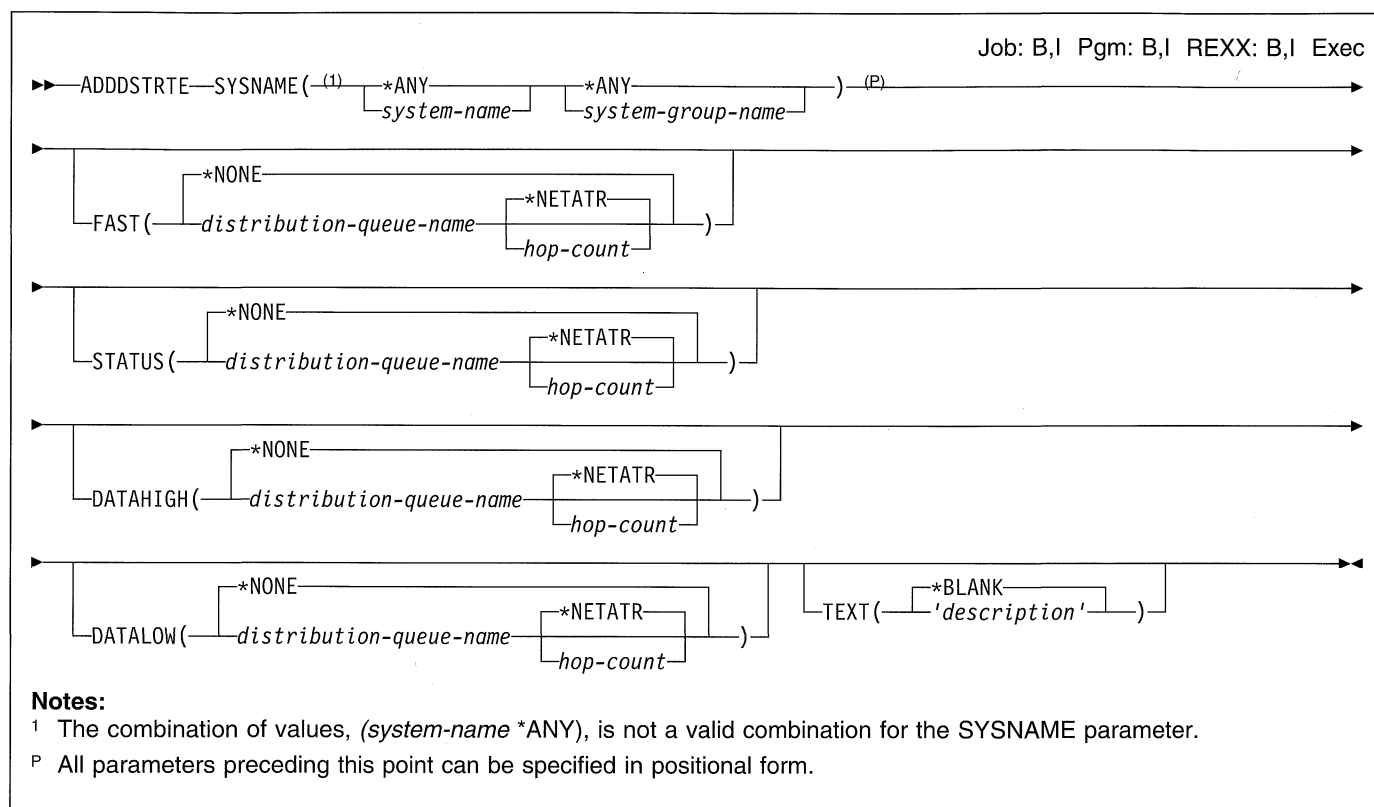 Job: B,I Pgm: B,I REXX: B,I Exec
ADDDSTRTE SYSNAME( (1) *ANY *ANY ) (P)
system-name system-group-name
*NONE
*NETATR
FAST( distribution-queue-name )
hop-count
*NONE
*NETATR
STATUS( distribution-queue-name )
hop-count
*NONE
*NETATR
DATAHIGH( distribution-queue-name )
hop-count
*NONE *BLANK
*NETATR TEXT( 'description' )
DATALOW( distribution-queue-name )
hop-count
Notes:
1 The combination of values, (system-name *ANY), is not a valid combination for the SYSNAME parameter.
P All parameters preceding this point can be specified in positional form.